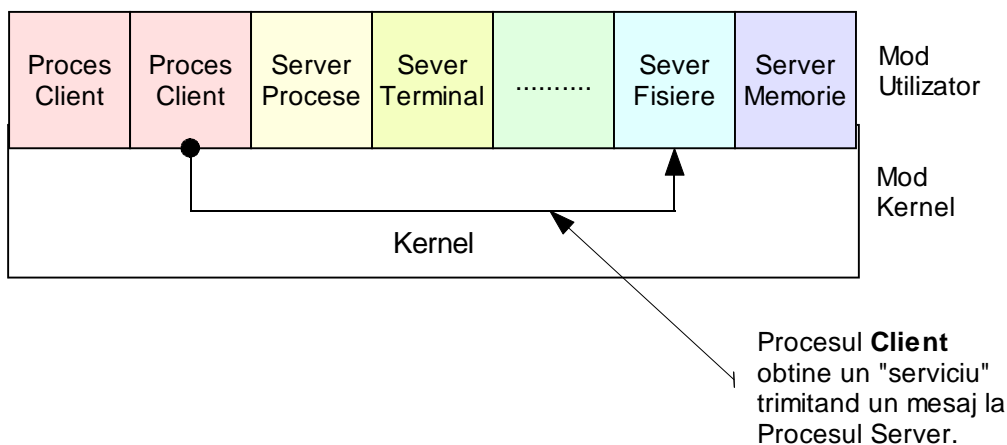 Proces
Client
Proces
Client
Server
Procese
Sever
Terminal
..........
Sever
Fisiere
Server
Memorie
Mod
Utilizator
Mod
Kernel
Kernel
Procesul Client
obtine un "serviciu"
trimitand un mesaj la
Procesul Server.